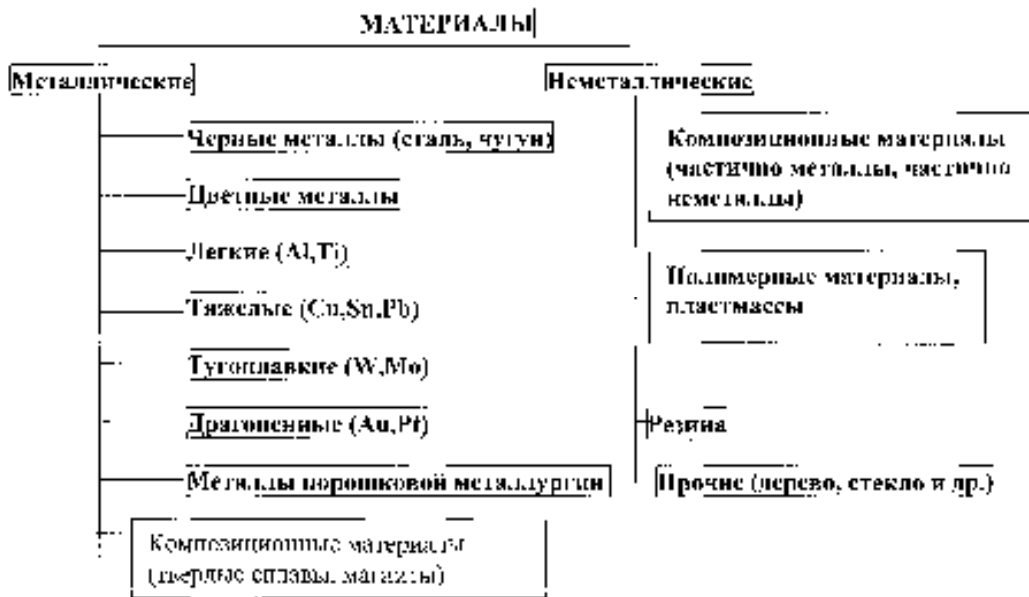 МАТЕРИАЛЫ
Металлические
Неметаллические
Черные металлы (сталь, чугун)
Цветные металлы
Легкие (Al,Ti)
Тяжелые (Cu,Sn,Pb)
Тугоплавкие (W,Mo)
Драгоценные (Au,Pt)
Металлы порошковой металлургии
Композиционные материалы
(твердые сплавы, магниты)
Композиционные материалы
(частично металлы, частично
неметаллы)
Полимерные материалы,
пластмассы
Резина
Прочие (дерево, стекло и др.)